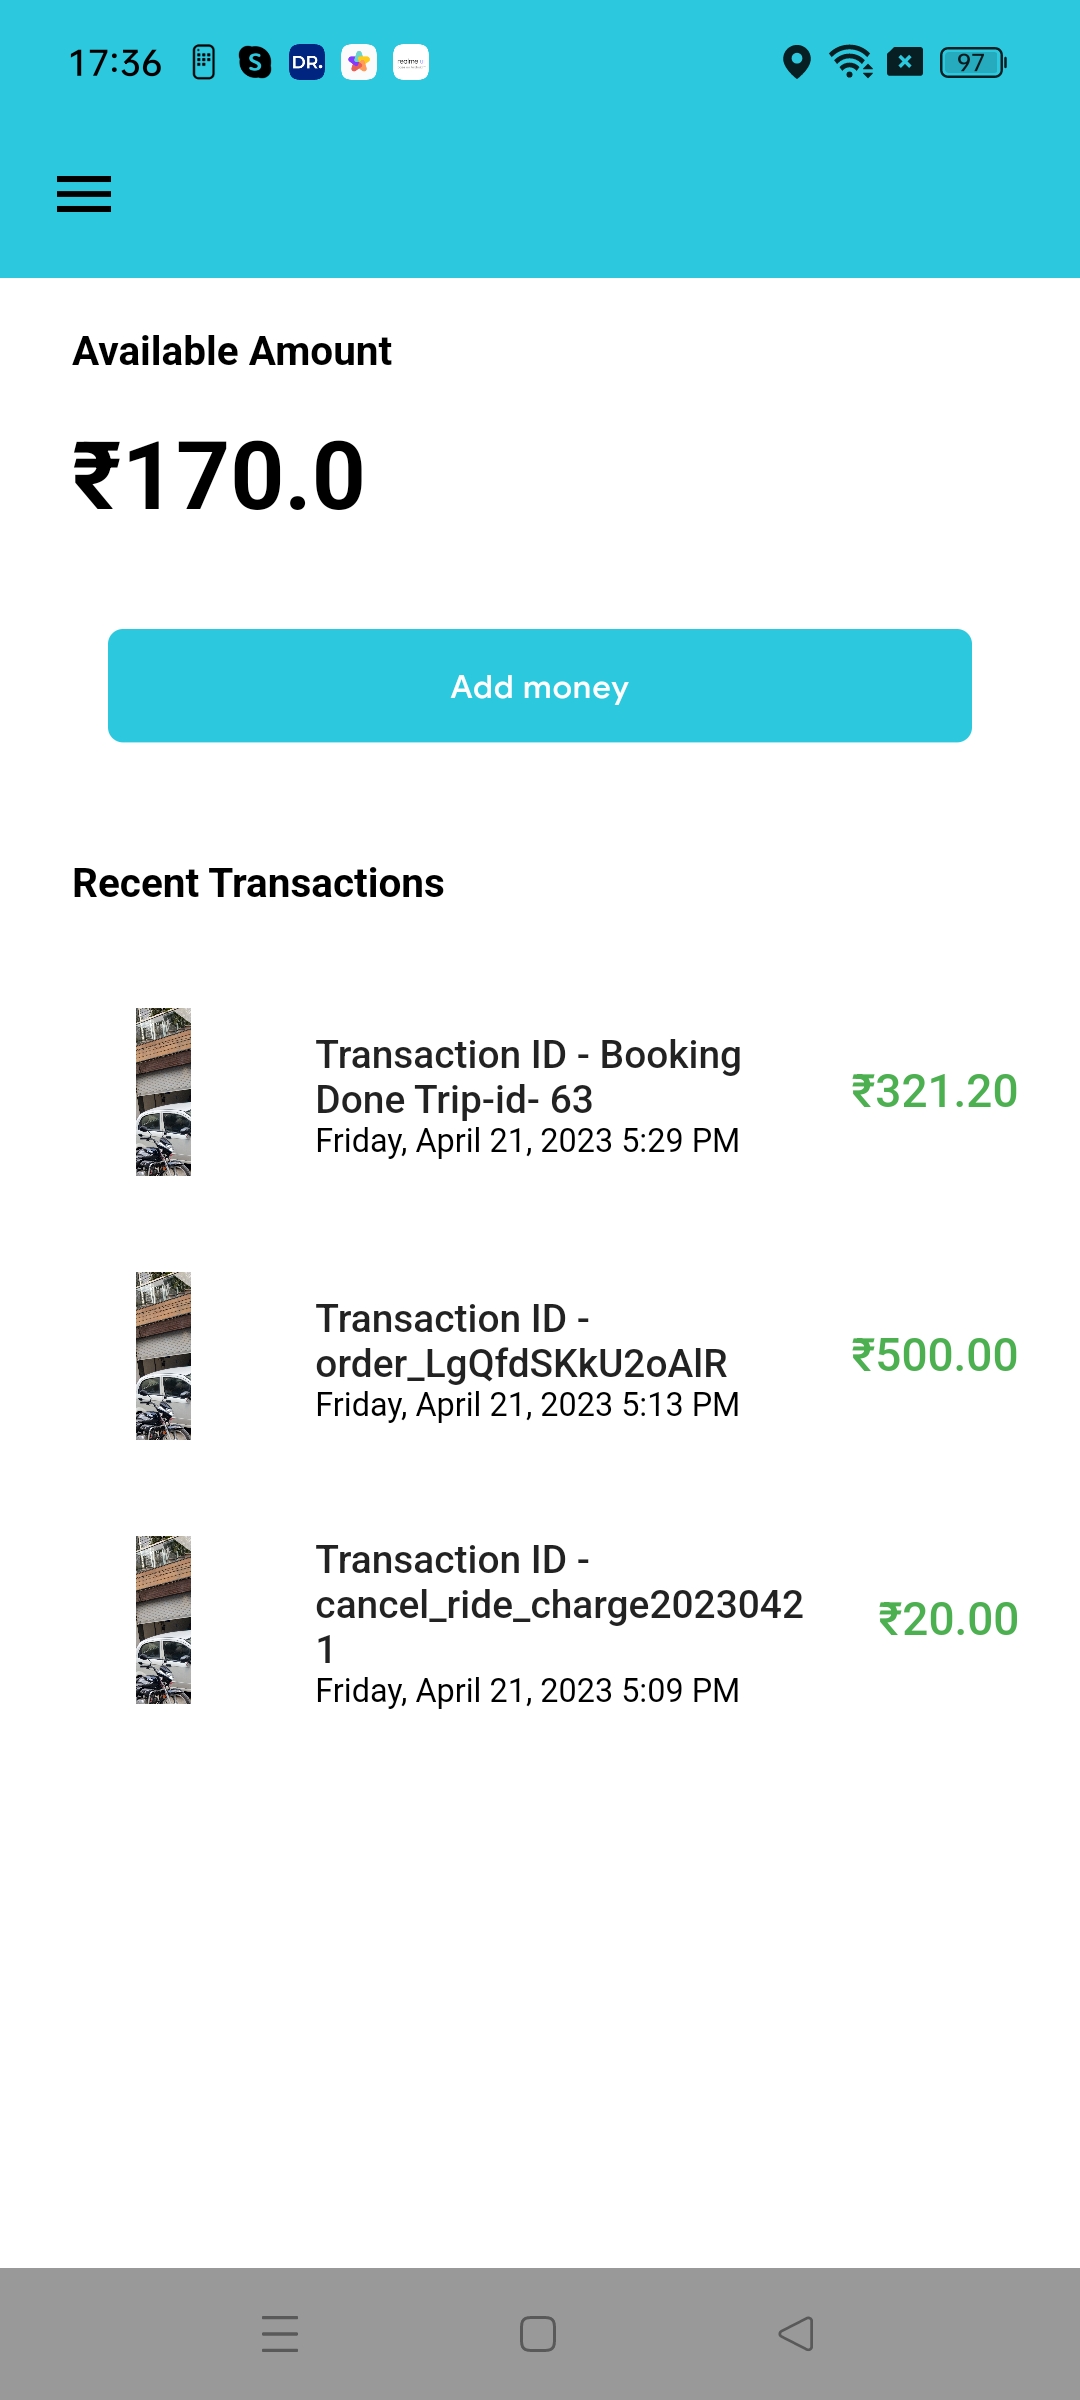 17:36 S DR. realme 97
Available Amount
₹170.0
Add money
Recent Transactions
Transaction ID - Booking
Done Trip-id- 63
Friday, April 21, 2023 5:29 PM
₹321.20
Transaction ID -
order_LgQfdSKkU2oAlR
Friday, April 21, 2023 5:13 PM
₹500.00
Transaction ID -
cancel_ride_charge2023042
1
Friday, April 21, 2023 5:09 PM
₹20.00